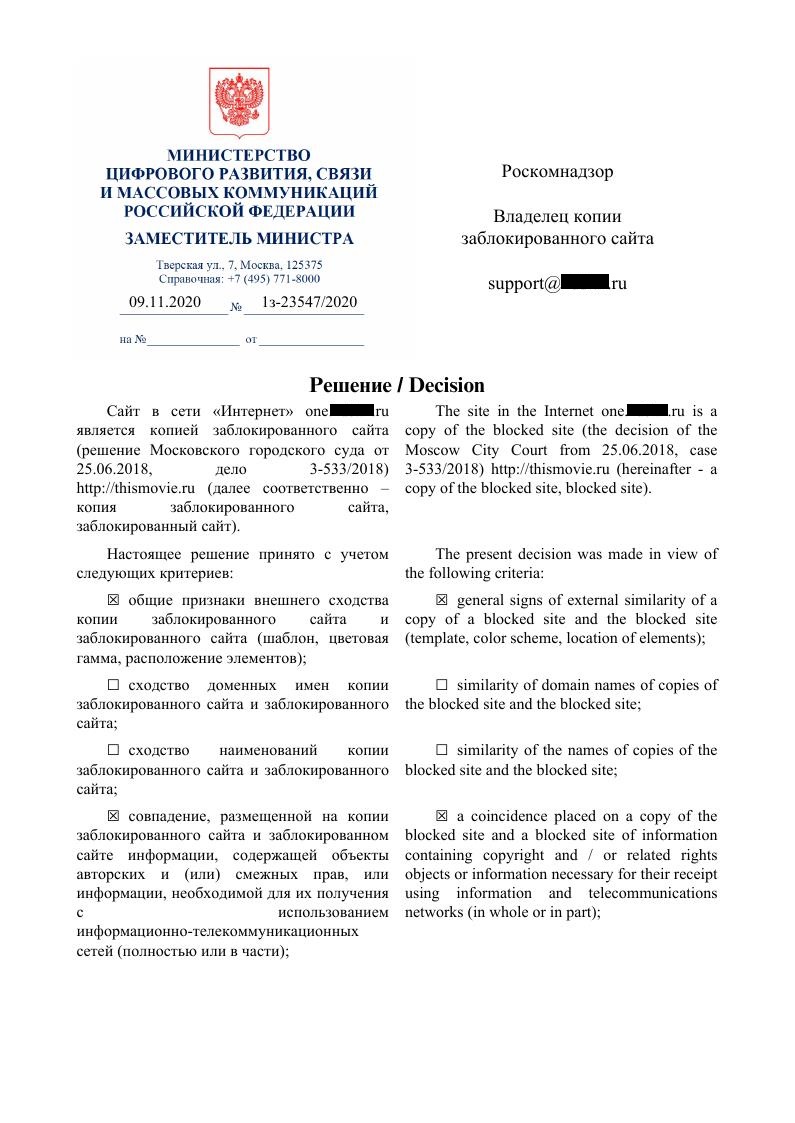 МИНИСТЕРСТВО
ЦИФРОВОГО РАЗВИТИЯ, СВЯЗИ
И МАССОВЫХ КОММУНИКАЦИЙ
РОССИЙСКОЙ ФЕДЕРАЦИИ
ЗАМЕСТИТЕЛЬ МИНИСТРА
Тверская ул., 7, Москва, 125375
Справочная: +7 (495) 771-8000
09.11.2020 № 1з-23547/2020
на № от
Роскомнадзор
Владелец копии
заблокированного сайта
support@ .ru
Решение / Decision
Сайт в сети «Интернет» one ru
является копией заблокированного сайта
(решение Московского городского суда от
25.06.2018, дело 3-533/2018)
http://thismovie.ru (далее соответственно –
копия заблокированного сайта,
заблокированный сайт).
The site in the Internet one. .ru is a
copy of the blocked site (the decision of the
Moscow City Court from 25.06.2018, case
3-533/2018) http://thismovie.ru (hereinafter - a
copy of the blocked site, blocked site).
Настоящее решение принято с учетом
следующих критериев:
The present decision was made in view of
the following criteria:
☒ общие признаки внешнего сходства
копии заблокированного сайта и
заблокированного сайта (шаблон, цветовая
гамма, расположение элементов);
☒ general signs of external similarity of a
copy of a blocked site and the blocked site
(template, color scheme, location of elements);
☐ сходство доменных имен копии
заблокированного сайта и заблокированного
сайта;
☐ similarity of domain names of copies of
the blocked site and the blocked site;
☐ сходство наименований копии
заблокированного сайта и заблокированного
сайта;
☐ similarity of the names of copies of the
blocked site and the blocked site;
☒ совпадение, размещенной на копии
заблокированного сайта и заблокированном
сайте информации, содержащей объекты
авторских и (или) смежных прав, или
информации, необходимой для их получения
с использованием
информационно-телекоммуникационных
сетей (полностью или в части);
☒ a coincidence placed on a copy of the
blocked site and a blocked site of information
containing copyright and / or related rights
objects or information necessary for their receipt
using information and telecommunications
networks (in whole or in part);